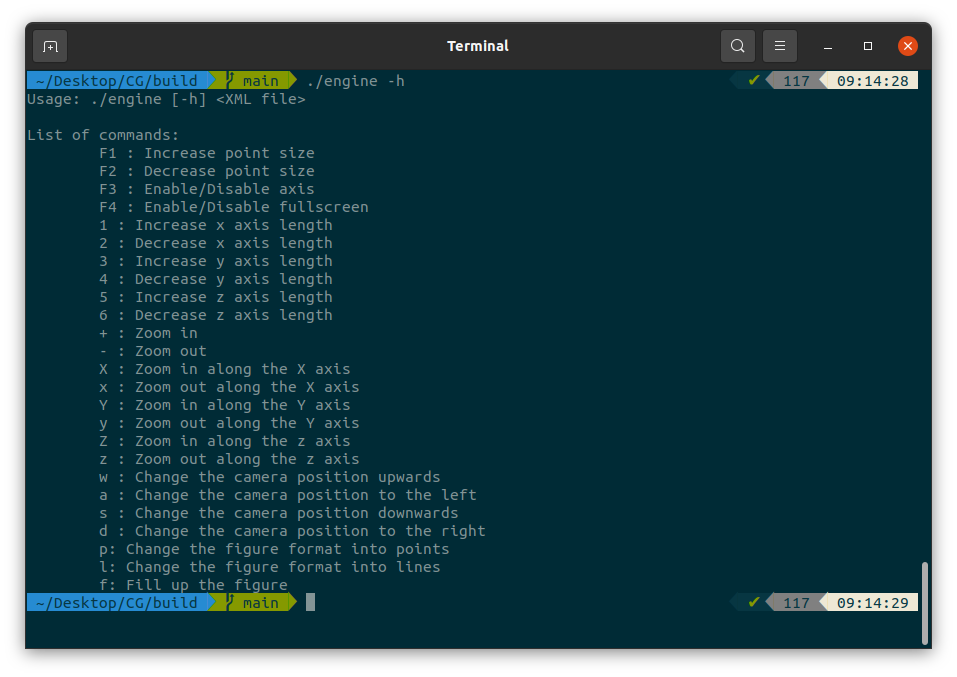 Terminal
~/Desktop/CG/build main ./engine -h ✔ 117 09:14:28
Usage: ./engine [-h] <XML file>
List of commands:
F1 : Increase point size
F2 : Decrease point size
F3 : Enable/Disable axis
F4 : Enable/Disable fullscreen
1 : Increase x axis length
2 : Decrease x axis length
3 : Increase y axis length
4 : Decrease y axis length
5 : Increase z axis length
6 : Decrease z axis length
+ : Zoom in
- : Zoom out
X : Zoom in along the X axis
x : Zoom out along the X axis
Y : Zoom in along the Y axis
y : Zoom out along the Y axis
Z : Zoom in along the z axis
z : Zoom out along the z axis
w : Change the camera position upwards
a : Change the camera position to the left
s : Change the camera position downwards
d : Change the camera position to the right
p: Change the figure format into points
l: Change the figure format into lines
f: Fill up the figure
~/Desktop/CG/build main ✔ 117 09:14:29